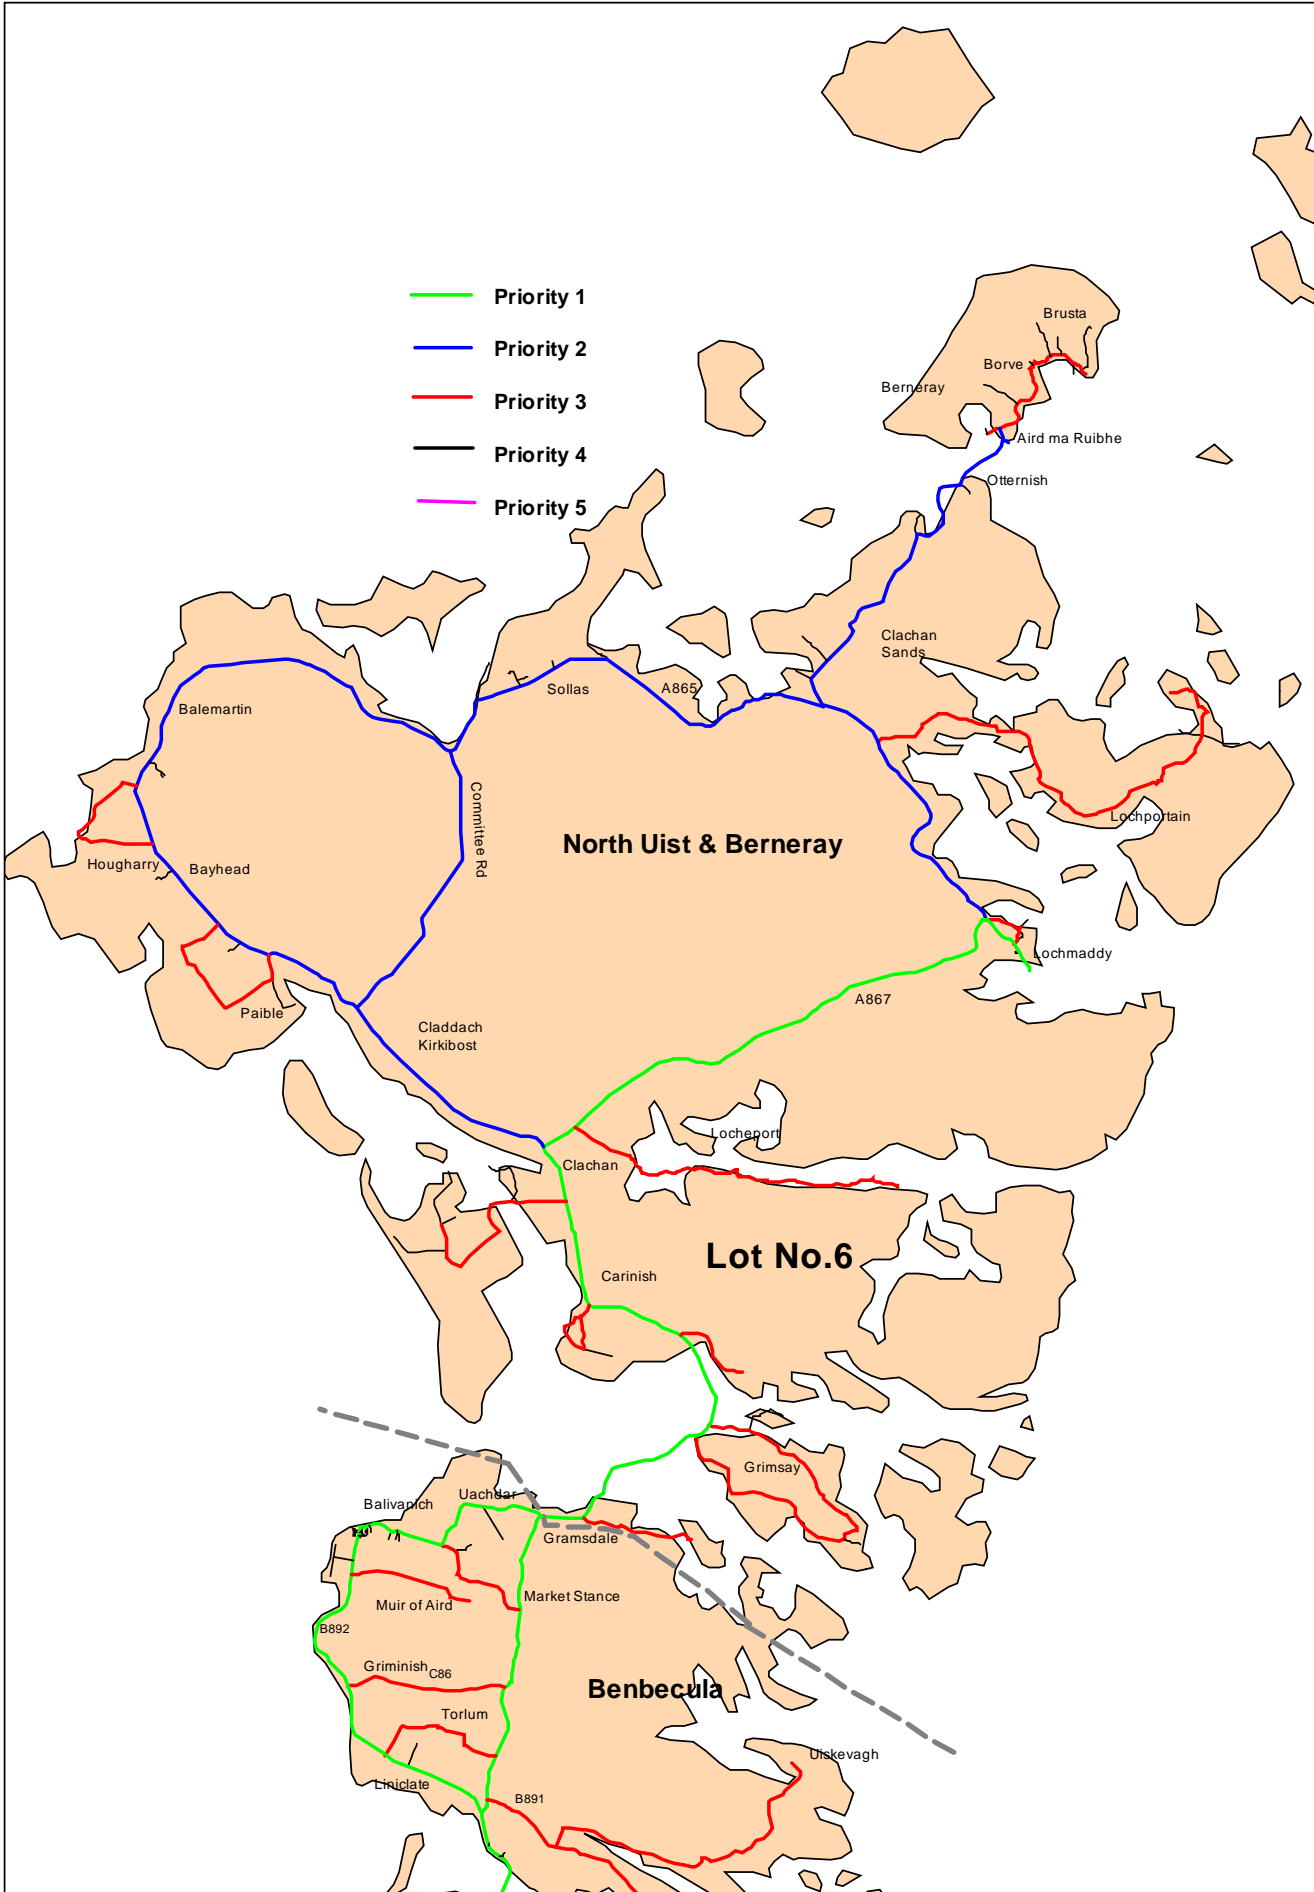 Priority 1
Brusta
Priority 2
Borve
Berneray
Priority 3
Aird ma Ruibhe
Priority 4
Otternish
Priority 5
Clachan
Sands
Sollas
A865
Balemartin
Committee Rd
Lochportain
North Uist & Berneray
Hougharry
Bayhead
Lochmaddy
A867
Paible
Claddach
Kirkibost
Locheport
Clachan
Lot No.6
Carinish
Grimsay
Uachdar
Balivanich
Gramsdale
Market Stance
Muir of Aird
B892
Griminish
C86
Benbecula
Torlum
Uiskevagh
Liniclate
B891